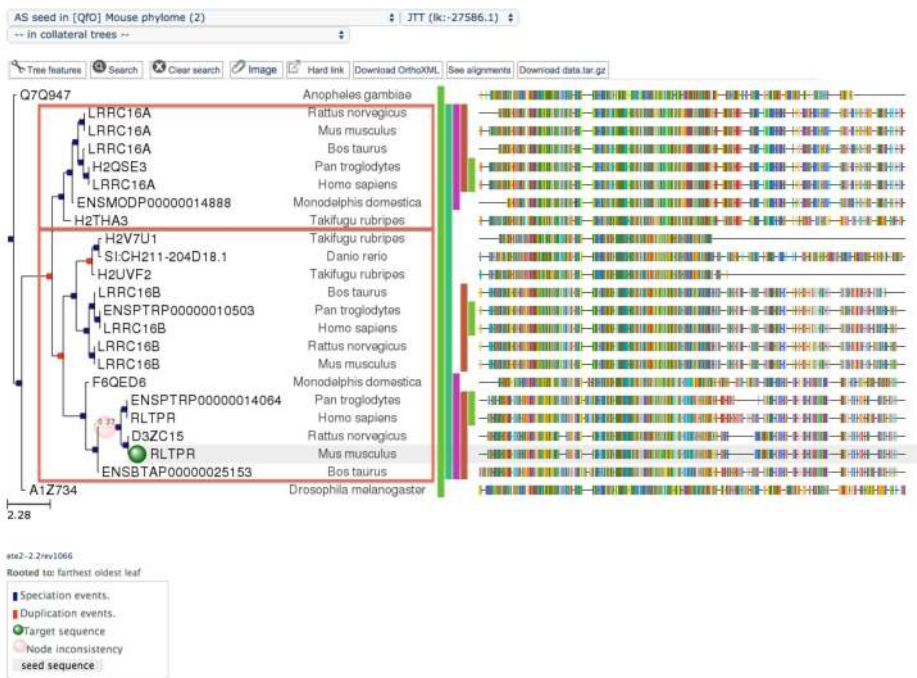 AS seed in [QfO] Mouse phylome (2) JTT (lk:-27586.1)
-- in collateral trees --
Tree features Search Clear search Image Hard link Download OrthoXML See alignments Download data.tar.gz
Q7Q947 Anopheles gambiae
LRRC16A Rattus norvegicus
LRRC16A Mus musculus
LRRC16A Bos taurus
H2QSE3 Pan troglodytes
LRRC16A Homo sapiens
ENSMODP00000014888 Monodelphis domestica
H2THA3 Takifugu rubripes
H2V7U1 Takifugu rubripes
SI:CH211-204D18.1 Danio rerio
H2UVF2 Takifugu rubripes
LRRC16B Bos taurus
ENSPTRP00000010503 Pan troglodytes
LRRC16B Homo sapiens
LRRC16B Rattus norvegicus
LRRC16B Mus musculus
F6QED6 Monodelphis domestica
ENSPTRP00000014064 Pan troglodytes
RLTPR Homo sapiens
D3ZC15 Rattus norvegicus
RLTPR Mus musculus
ENSBTAP00000025153 Bos taurus
A1Z734 Drosophila melanogaster
2.28
ete2-2.2rev1066
Rooted to: farthest oldest leaf
Speciation events.
Duplication events.
Target sequence
Node inconsistency
seed sequence